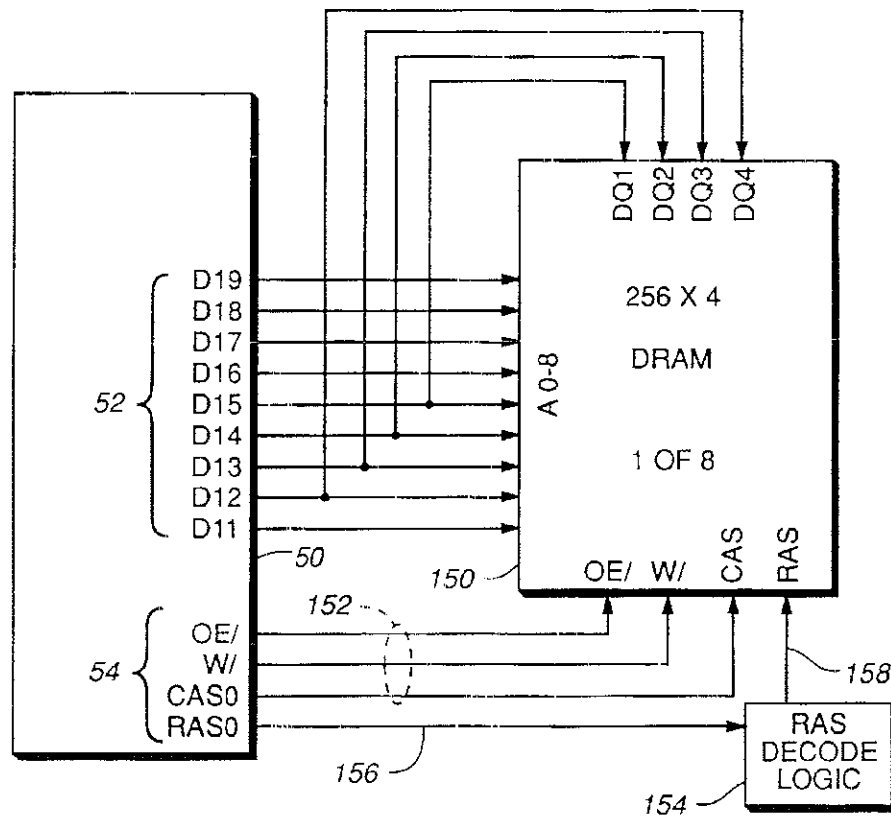 DQ1
DQ2
DQ3
DQ4
D19
D18
D17
D16
D15
D14
D13
D12
D11
52
A 0-8
256 X 4
DRAM
1 OF 8
50
150
OE/
W/
CAS
RAS
152
54
OE/
W/
CAS0
RAS0
156
158
RAS
DECODE
LOGIC
154